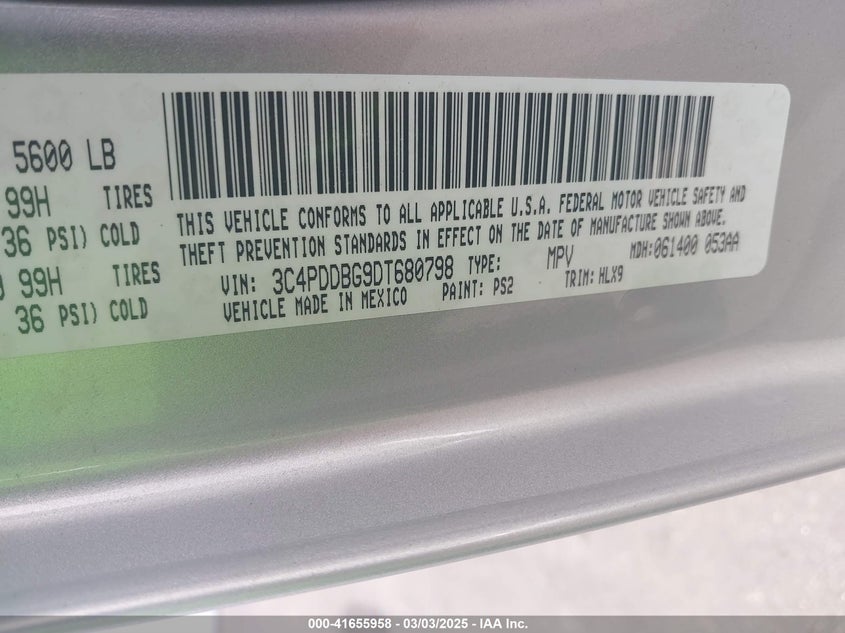 5600 LB
99H TIRES
36 PSI) COLD
99H TIRES
36 PSI) COLD
THIS VEHICLE CONFORMS TO ALL APPLICABLE U.S.A. FEDERAL MOTOR VEHICLE SAFETY AND
THEFT PREVENTION STANDARDS IN EFFECT ON THE DATE OF MANUFACTURE SHOWN ABOVE.
VIN: 3C4PDDBG9DT680798 TYPE: MPV MDH:061400 053AA
VEHICLE MADE IN MEXICO PAINT: PS2 TRIM: HLX9
000-41655958 - 03/03/2025 - IAA Inc.